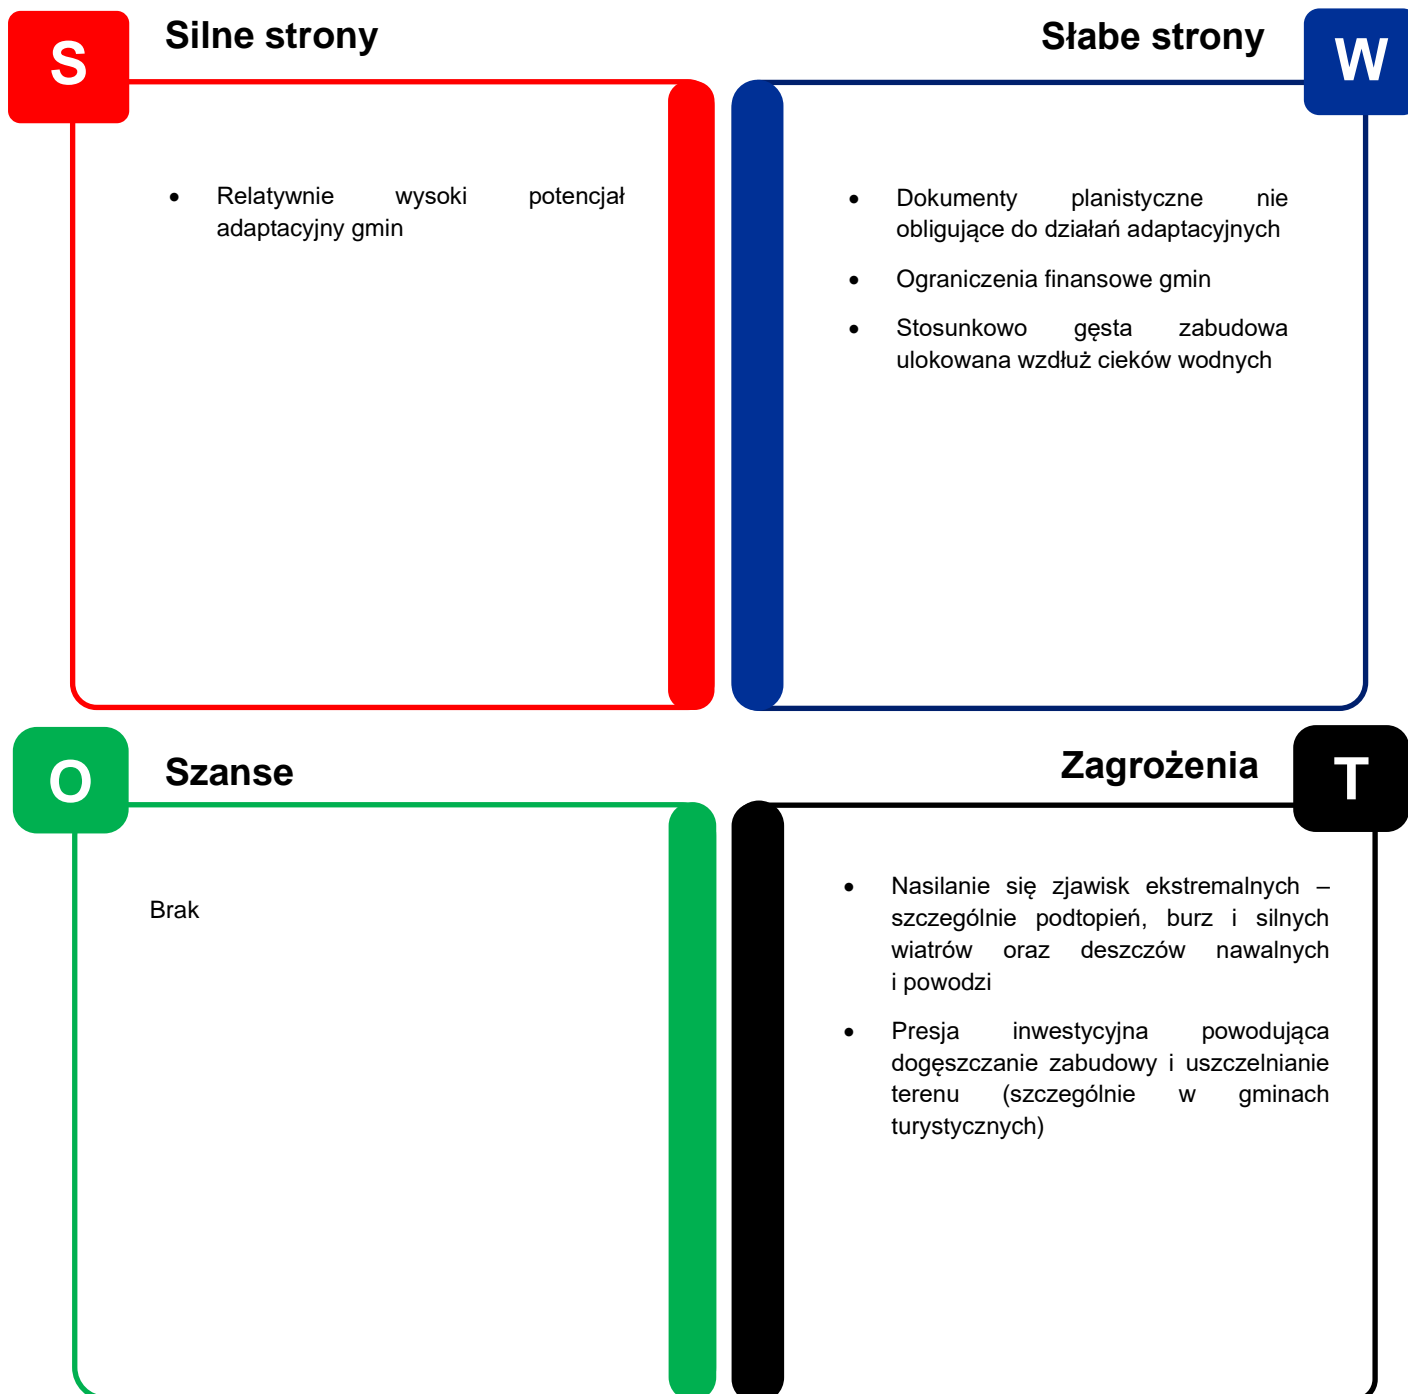 S
Silne strony
• Relatywnie wysoki potencjał
adaptacyjny gmin
Słabe strony
W
• Dokumenty planistyczne nie
obligujące do działań adaptacyjnych
• Ograniczenia finansowe gmin
• Stosunkowo gęsta zabudowa
ulokowana wzdłuż cieków wodnych
O
Szanse
Brak
Zagrożenia
T
• Nasilanie się zjawisk ekstremalnych –
szczególnie podtopień, burz i silnych
wiatrów oraz deszczów nawalnych
i powodzi
• Presja inwestycyjna powodująca
dogęszczanie zabudowy i uszczelnianie
terenu (szczególnie w gminach
turystycznych)